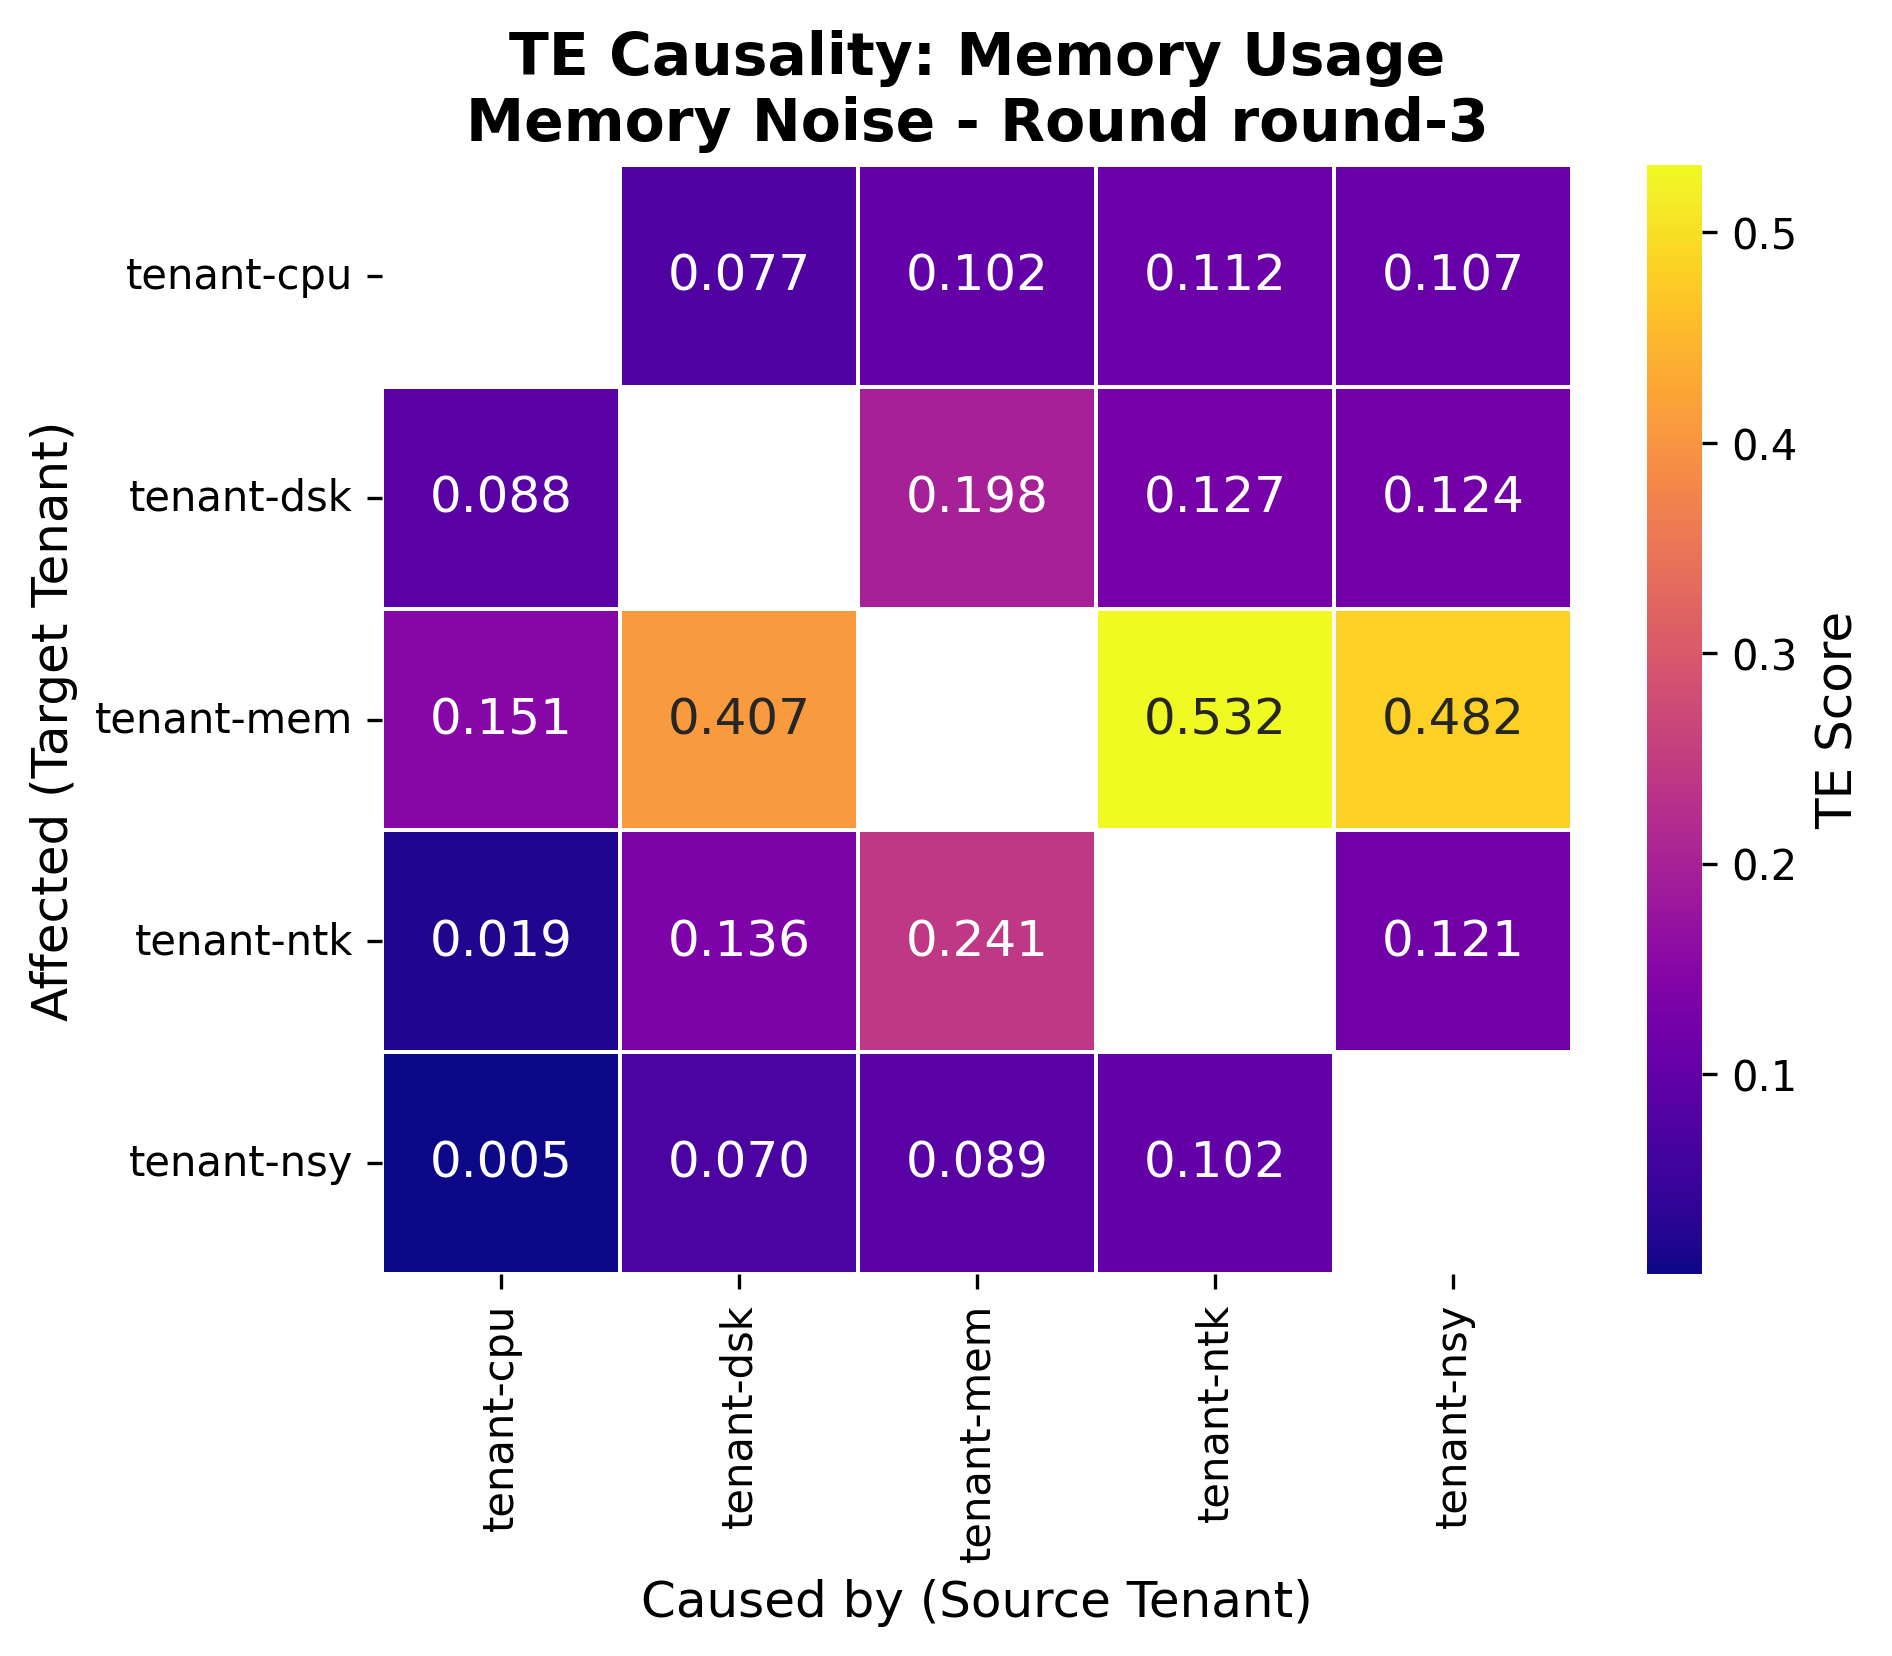 TE Causality: Memory Usage
Memory Noise - Round round-3
tenant-cpu
0.077 0.102 0.112 0.107
tenant-dsk
0.088 0.198 0.127 0.124
tenant-mem
0.151 0.407 0.532 0.482
tenant-ntk
0.019 0.136 0.241 0.121
tenant-nsy
0.005 0.070 0.089 0.102
Affected (Target Tenant)
tenant-cpu
tenant-dsk
tenant-mem
tenant-ntk
tenant-nsy
Caused by (Source Tenant)
0.5
0.4
0.3
0.2
0.1
TE Score